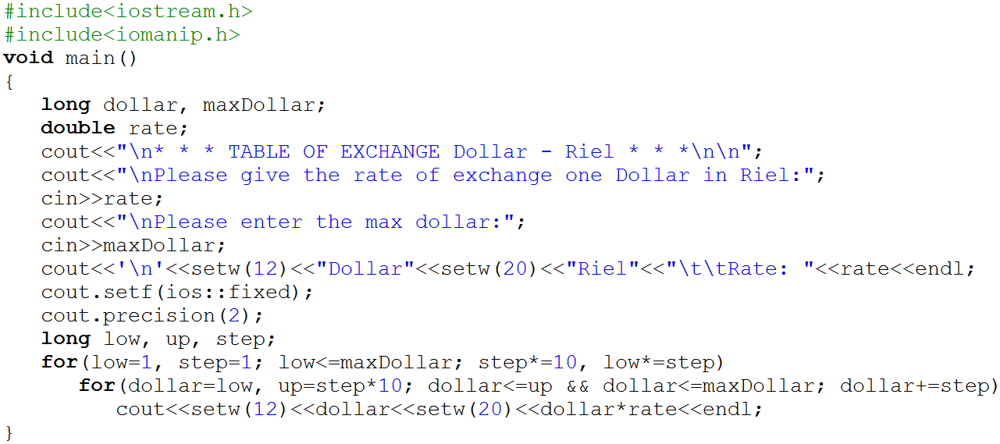 #include<iostream.h>
#include<iomanip.h>
void main()
{
   long dollar, maxDollar;
   double rate;
   cout<<"\n* * * TABLE OF EXCHANGE Dollar - Riel * * *\n\n";
   cout<<"\nPlease give the rate of exchange one Dollar in Riel:";
   cin>>rate;
   cout<<"\nPlease enter the max dollar:";
   cin>>maxDollar;
   cout<<'\n'<<setw(12)<<"Dollar"<<setw(20)<<"Riel"<<"\t\tRate: "<<rate<<endl;
   cout.setf(ios::fixed);
   cout.precision(2);
   long low, up, step;
   for(low=1, step=1; low<=maxDollar; step*=10, low*=step)
      for(dollar=low, up=step*10; dollar<=up && dollar<=maxDollar; dollar+=step)
         cout<<setw(12)<<dollar<<setw(20)<<dollar*rate<<endl;
}